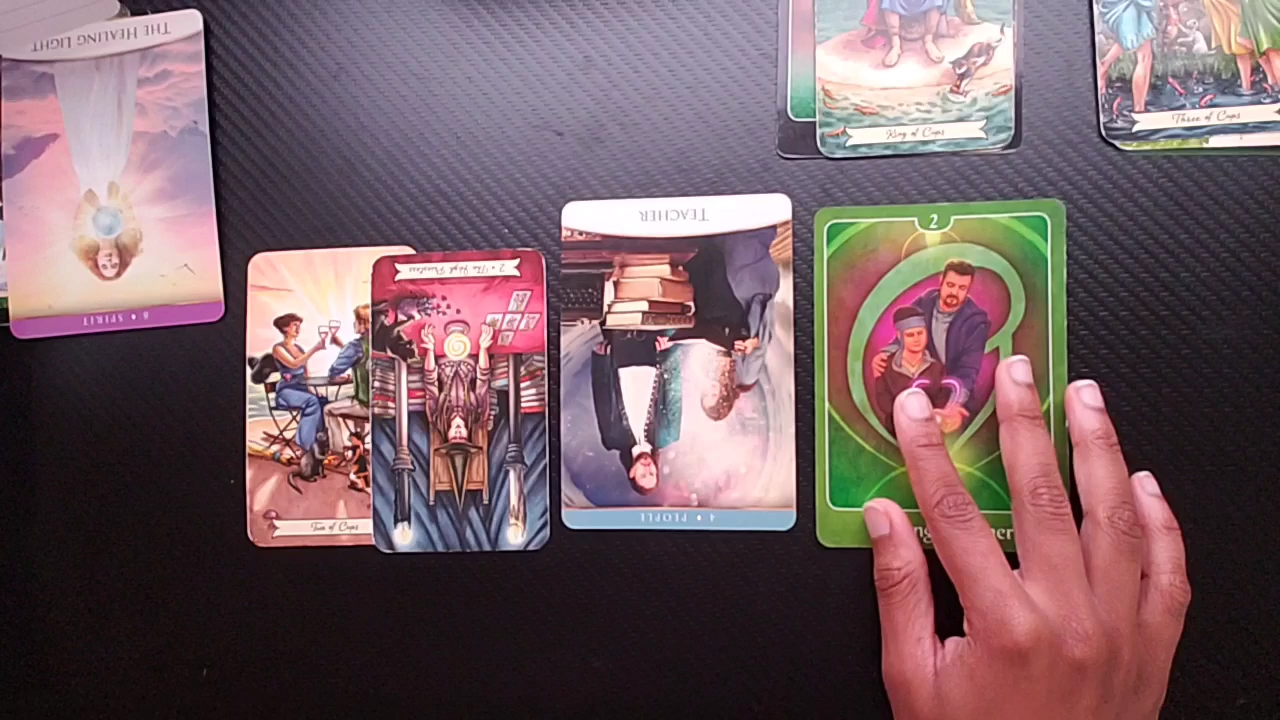 THE HEALING LIGHT
8 • SPIRIT
King of Cups
Three of Cups
Two of Cups
2 • The High Priestess
TEACHER
4 • PEOPLE
2